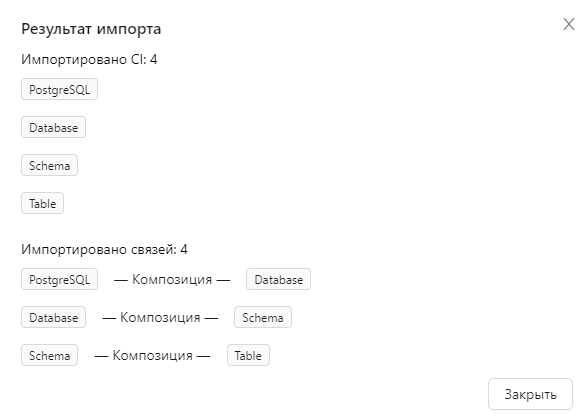 Результат импорта
Импортировано CI: 4
PostgreSQL
Database
Schema
Table
Импортировано связей: 4
PostgreSQL — Композиция — Database
Database — Композиция — Schema
Schema — Композиция — Table
Закрыть